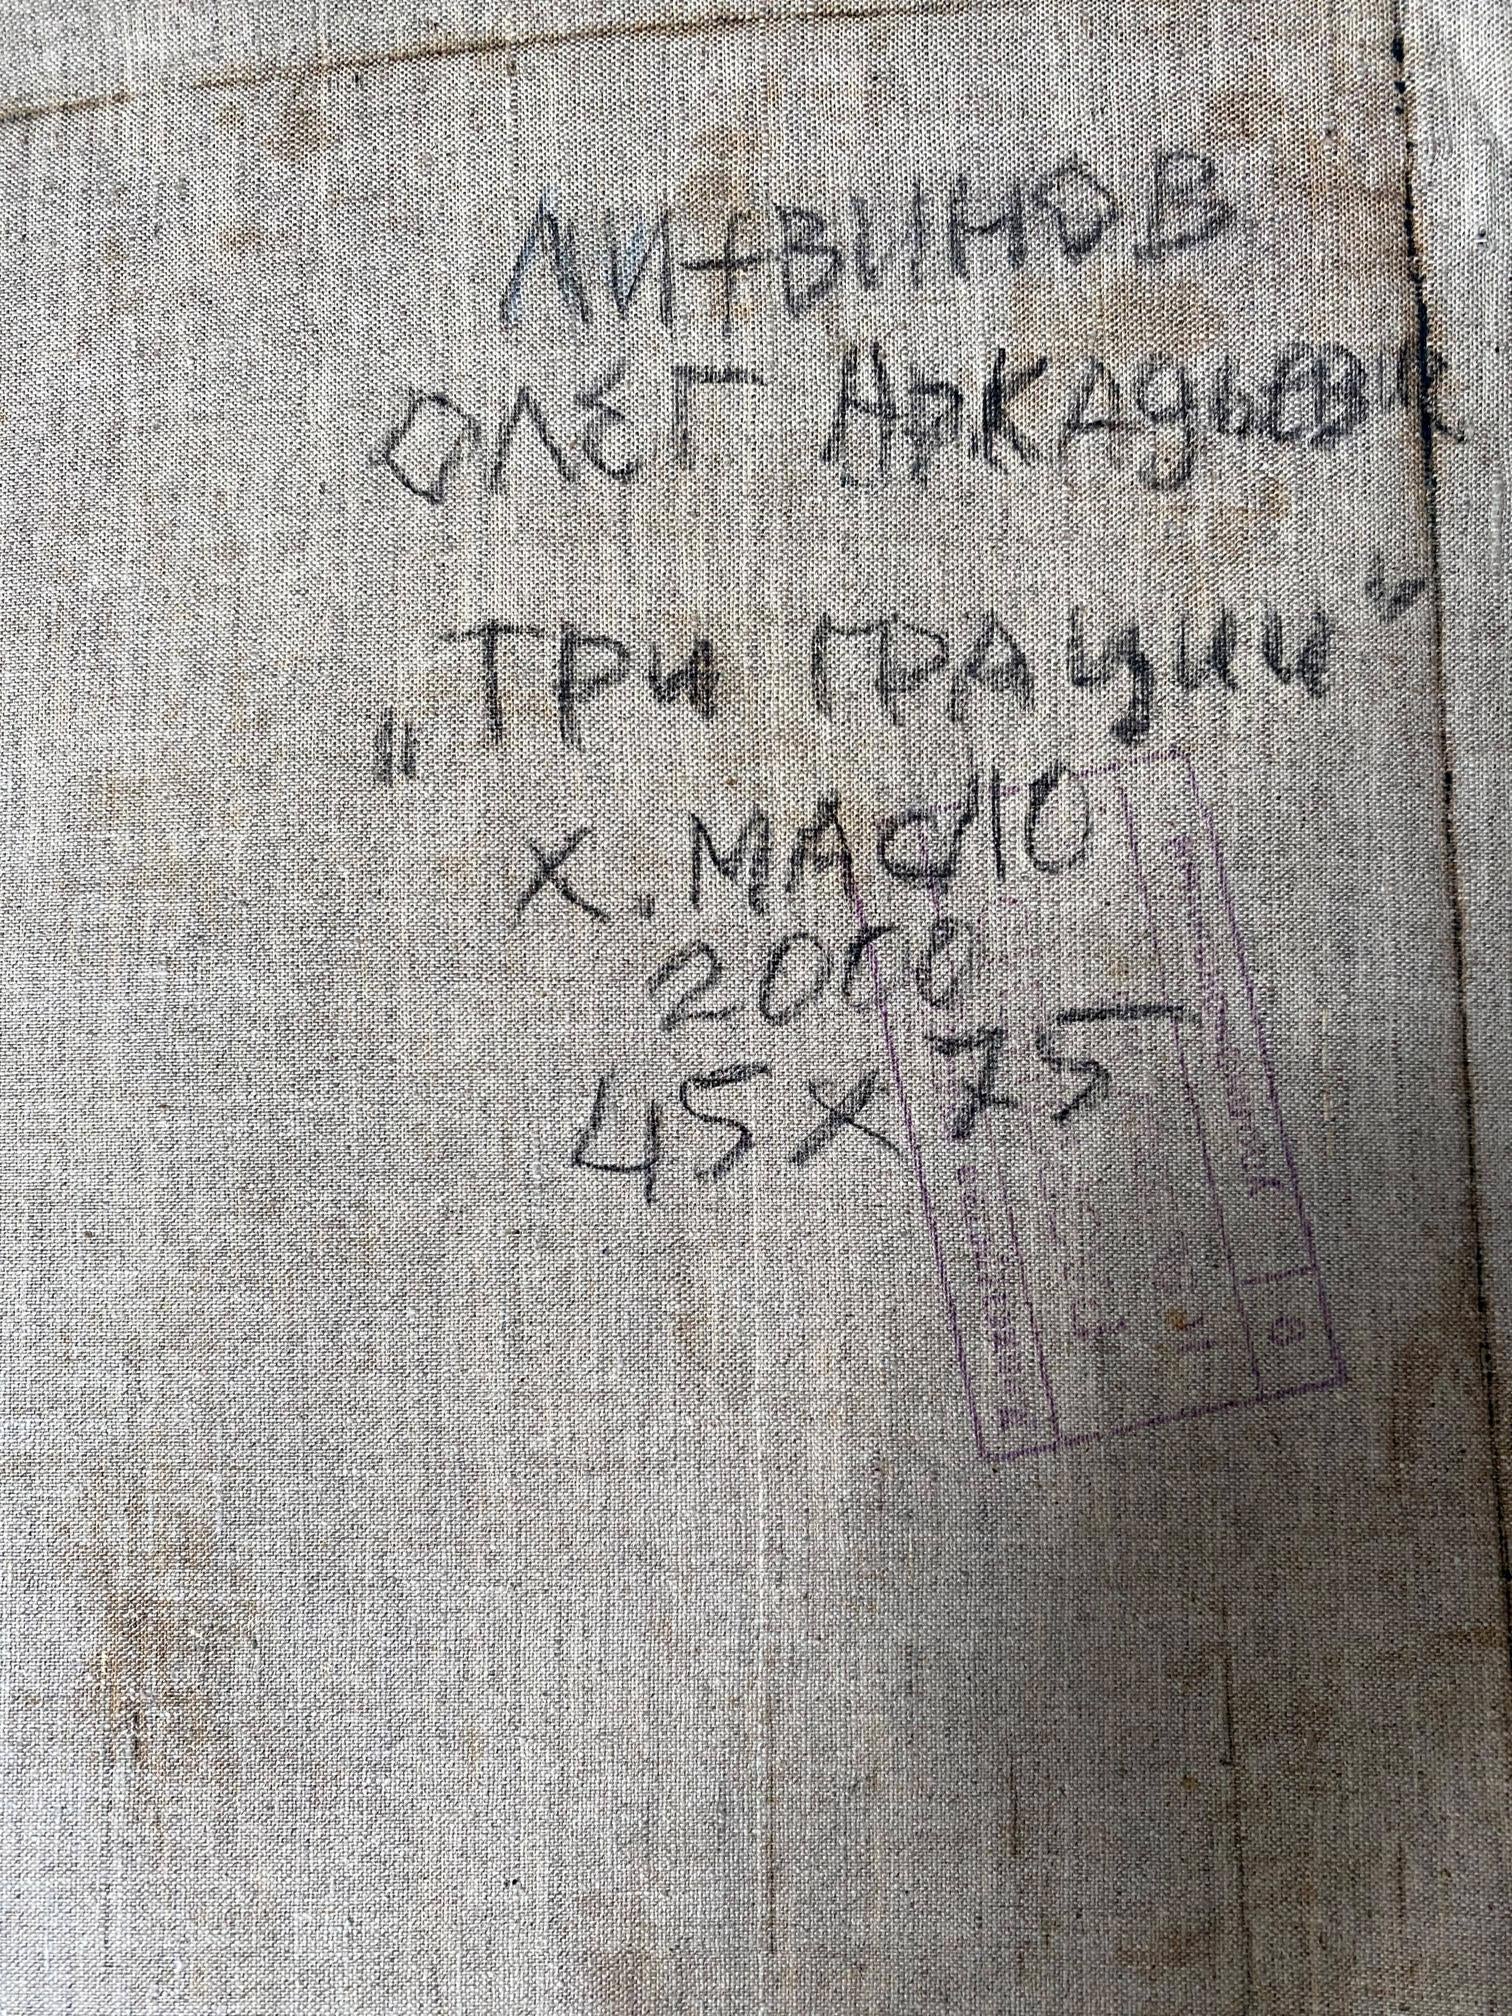 ЛИТВИНОВ
ОЛЕГ АРКАДЬЕВИЧ
„ТРИ ГРАЦИИ"
Х. МАСЛО
2000
45 X 75